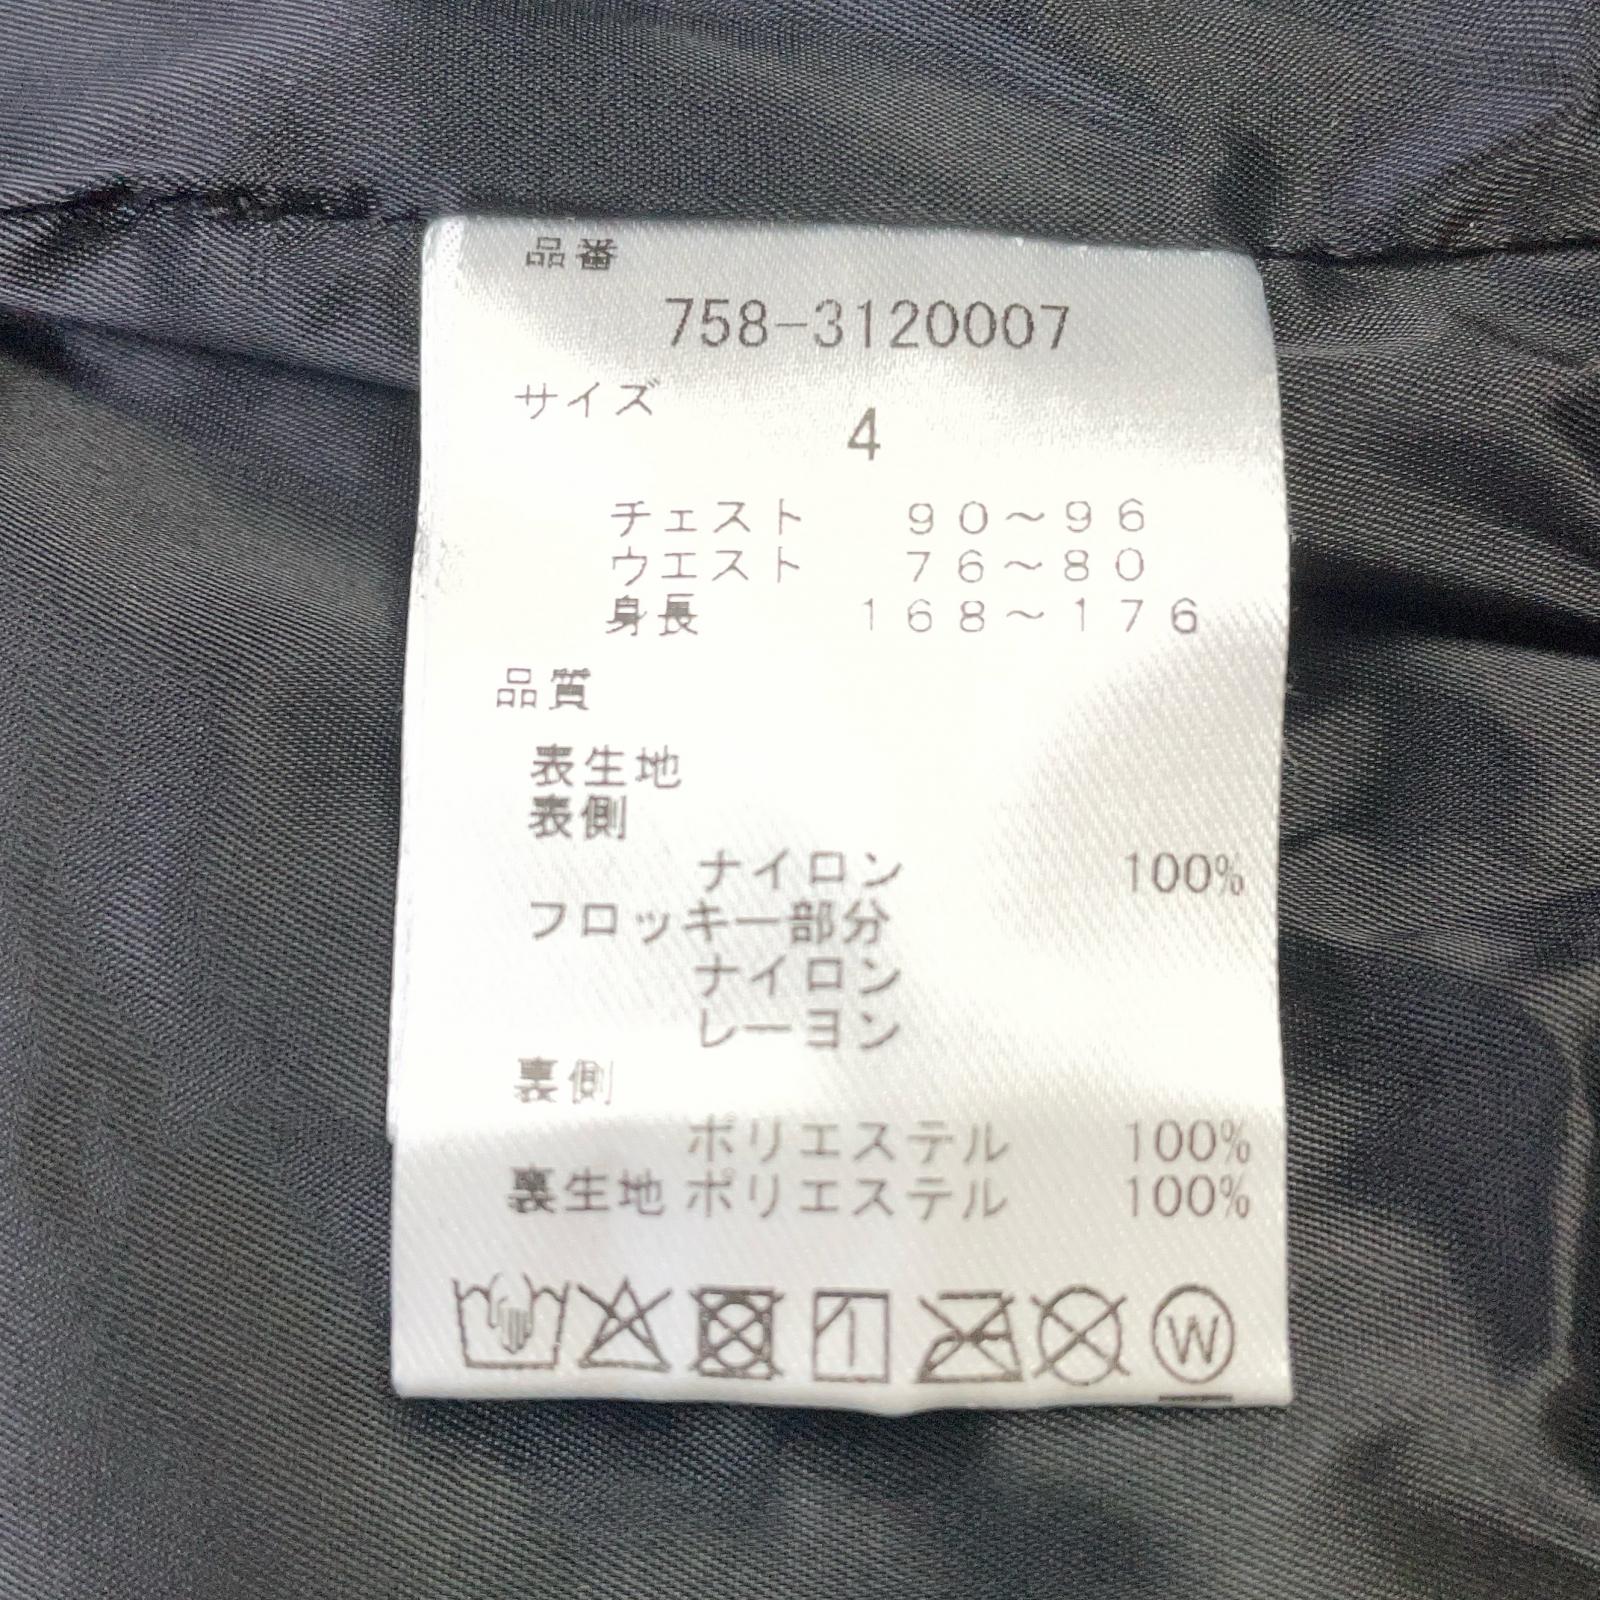 品番
758-3120007
サイズ
4
チェスト 90~96
ウエスト 76~80
身長 168~176
品質
表生地
表側
ナイロン 100%
フロッキー部分
ナイロン
レーヨン
裏側
ポリエステル 100%
裏生地 ポリエステル 100%
W